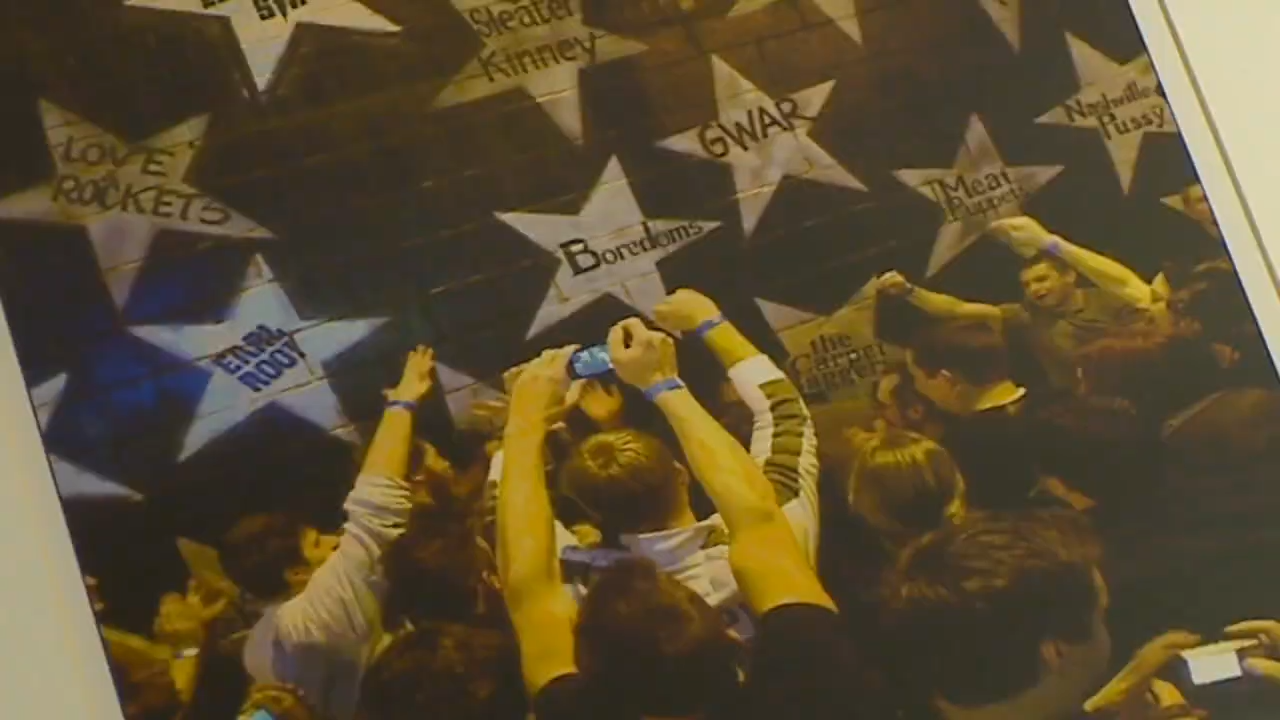 Sleater
Kinney
GWAR
Nashville
Pussy
LOVE
&
ROCKETS
Meat
Puppets
Boredoms
EARL
ROOT
the
Carpet